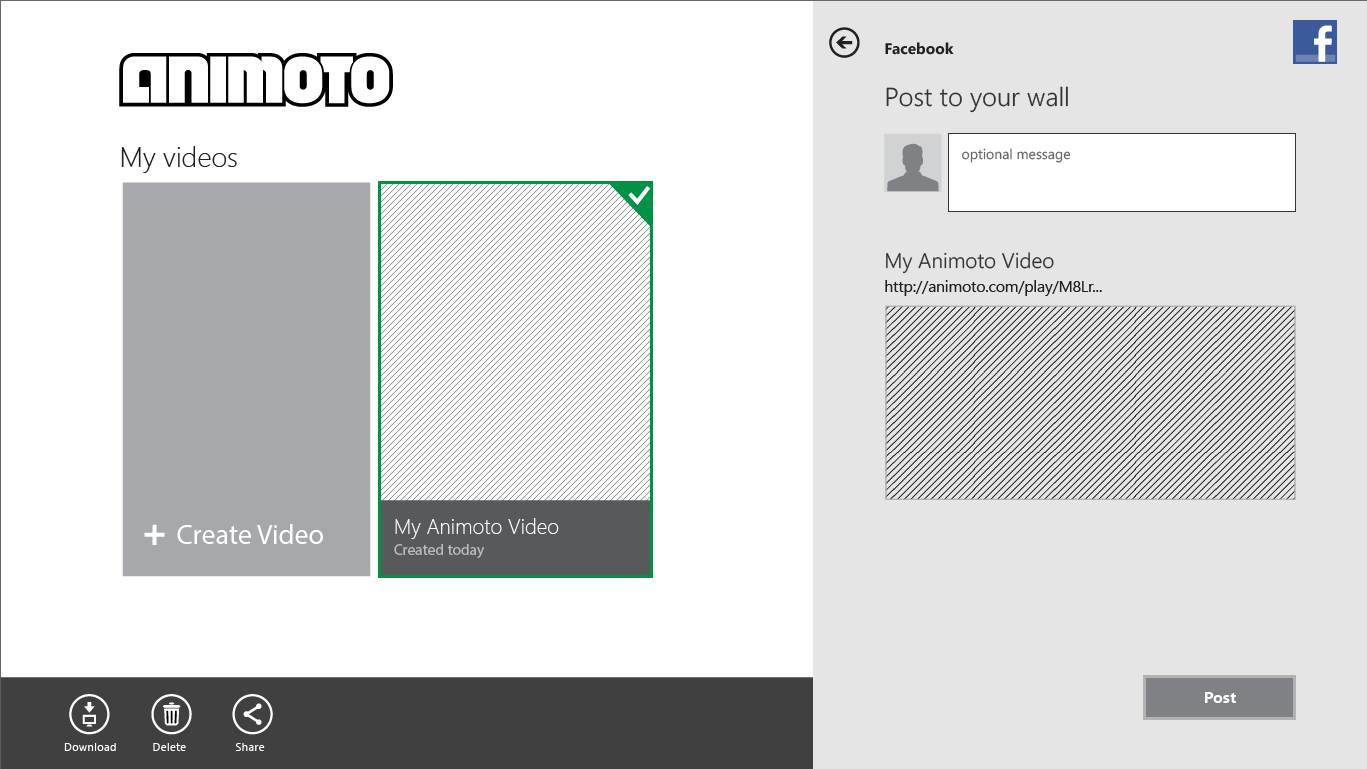 ANIMOTO
My videos
+ Create Video
My Animoto Video
Created today
Download
Delete
Share
f
Facebook
Post to your wall
optional message
My Animoto Video
http://animoto.com/play/M8Lr...
Post